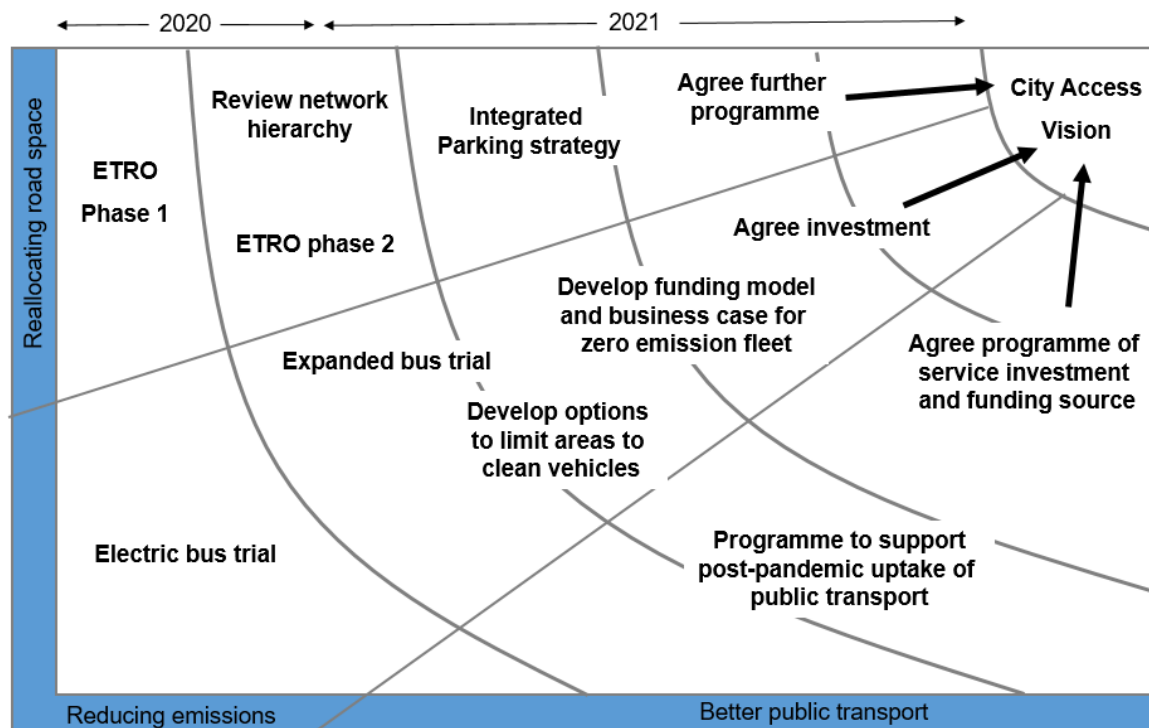 2020
2021
Reallocating road space
ETRO
Phase 1
Review network
hierarchy
ETRO phase 2
Integrated
Parking strategy
Agree further
programme
City Access
Vision
Agree investment
Expanded bus trial
Develop funding model
and business case for
zero emission fleet
Develop options
to limit areas to
clean vehicles
Agree programme of
service investment
and funding source
Electric bus trial
Programme to support
post-pandemic uptake of
public transport
Reducing emissions
Better public transport